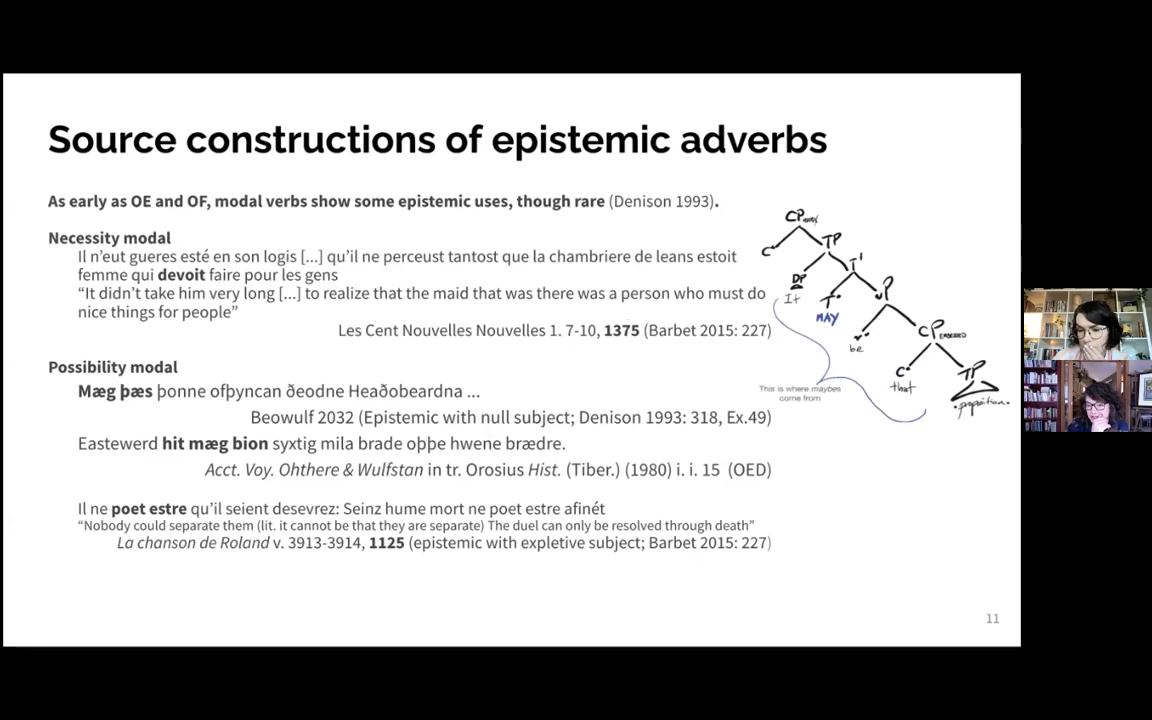 Source constructions of epistemic adverbs
As early as OE and OF, modal verbs show some epistemic uses, though rare (Denison 1993).
Necessity modal
Il n'eut gueres esté en son logis [...] qu'il ne perceust tantost que la chambriere de leans estoit
femme qui devoit faire pour les gens
“It didn't take him very long [...] to realize that the maid that was there was a person who must do
nice things for people”
Les Cent Nouvelles Nouvelles 1. 7-10, 1375 (Barbet 2015: 227)
Possibility modal
Mæg þæs þonne ofþyncan ðeodne Heaðobeardna ...
Beowulf 2032 (Epistemic with null subject; Denison 1993: 318, Ex.49)
Eastewerd hit mæg bion syxtig mila brade oþþe hwene brædre.
Acct. Voy. Ohthere & Wulfstan in tr. Orosius Hist. (Tiber.) (1980) i. i. 15 (OED)
Il ne poet estre qu'il seient desevrez: Seinz hume mort ne poet estre afinét
“Nobody could separate them (lit. it cannot be that they are separate) The duel can only be resolved through death”
La chanson de Roland v. 3913-3914, 1125 (epistemic with expletive subject; Barbet 2015: 227)
CP
C°
TP
DP
It
T'
T°
MAY
vP
v°
be
CP EMBEDDED
C°
that
TP
proposition
This is where maybes
come from
11